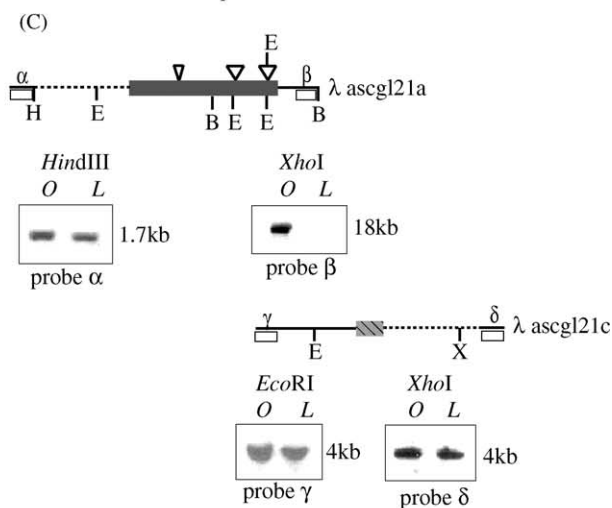 (C)
E
α β
λ ascgl21a
H E B E E B
HindIII XhoI
O L O L
1.7kb 18kb
probe α probe β
γ δ
λ ascgl21c
E X
EcoRI XhoI
O L O L
4kb 4kb
probe γ probe δ